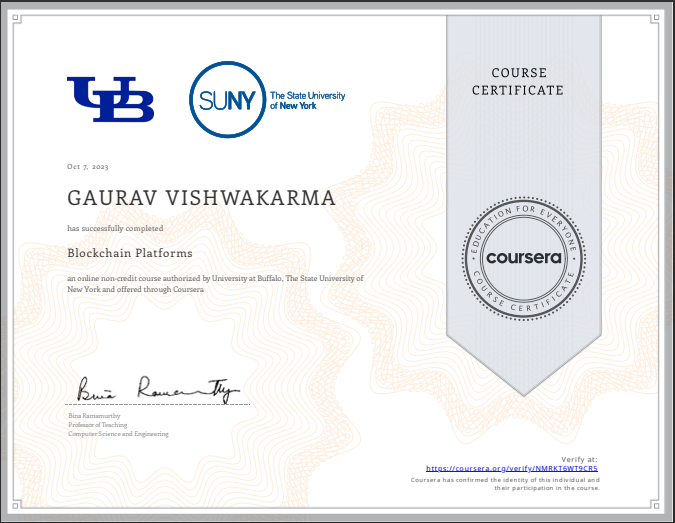 UB
SUNY
The State University
of New York
COURSE
CERTIFICATE
Oct 7, 2023
GAURAV VISHWAKARMA
has successfully completed
Blockchain Platforms
an online non-credit course authorized by University at Buffalo, The State University of
New York and offered through Coursera
EDUCATION FOR EVERYONE
coursera
COURSE CERTIFICATE
Bina Ramamurthy
Bina Ramamurthy
Professor of Teaching
Computer Science and Engineering
Verify at:
https://coursera.org/verify/NMRKT6WT9CR5
Coursera has confirmed the identity of this individual and
their participation in the course.